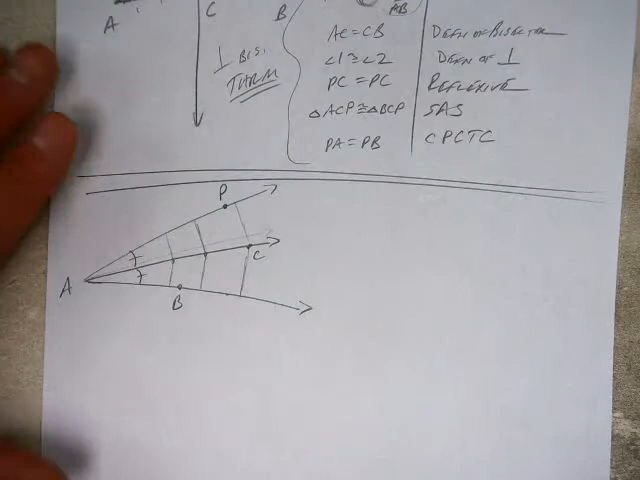 A C B
AC = CB DEFN OF BISECTOR
∠1 ≅ ∠2 DEFN OF ⊥
PC = PC REFLEXIVE
△ACP ≅ △BCP SAS
PA = PB CPCTC
⊥ BIS.
THRM
P
C
A
B